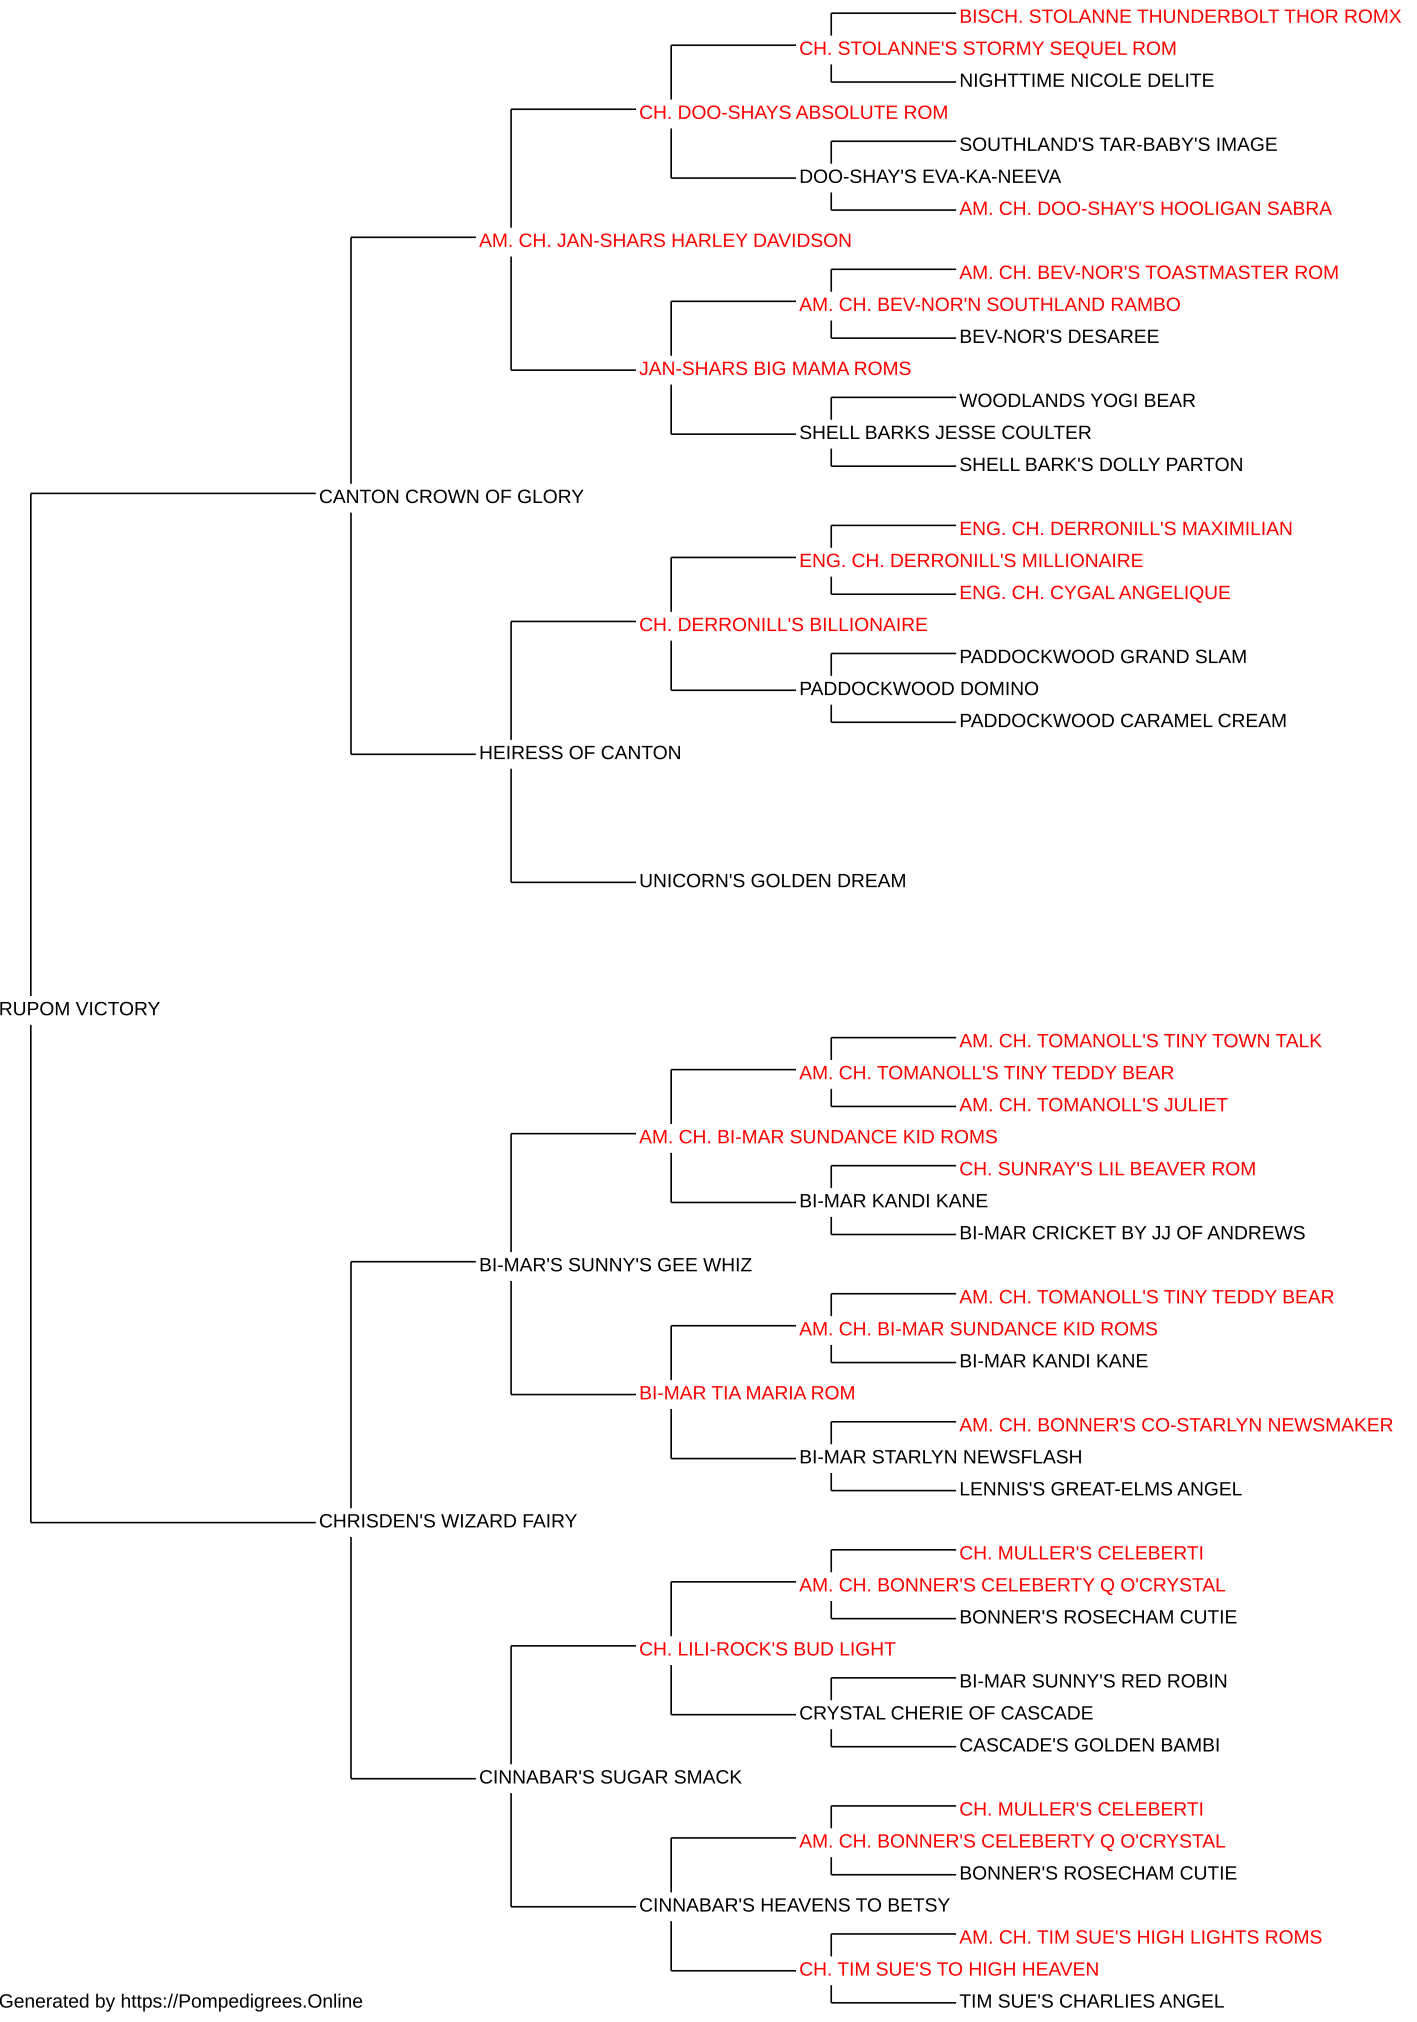 BISCH. STOLANNE THUNDERBOLT THOR ROMX
CH. STOLANNE'S STORMY SEQUEL ROM
NIGHTTIME NICOLE DELITE
CH. DOO-SHAYS ABSOLUTE ROM
SOUTHLAND'S TAR-BABY'S IMAGE
DOO-SHAY'S EVA-KA-NEEVA
AM. CH. DOO-SHAY'S HOOLIGAN SABRA
AM. CH. JAN-SHARS HARLEY DAVIDSON
AM. CH. BEV-NOR'S TOASTMASTER ROM
AM. CH. BEV-NOR'N SOUTHLAND RAMBO
BEV-NOR'S DESAREE
JAN-SHARS BIG MAMA ROMS
WOODLANDS YOGI BEAR
SHELL BARKS JESSE COULTER
SHELL BARK'S DOLLY PARTON
CANTON CROWN OF GLORY
ENG. CH. DERRONILL'S MAXIMILIAN
ENG. CH. DERRONILL'S MILLIONAIRE
ENG. CH. CYGAL ANGELIQUE
CH. DERRONILL'S BILLIONAIRE
PADDOCKWOOD GRAND SLAM
PADDOCKWOOD DOMINO
PADDOCKWOOD CARAMEL CREAM
HEIRESS OF CANTON
UNICORN'S GOLDEN DREAM
RUPOM VICTORY
AM. CH. TOMANOLL'S TINY TOWN TALK
AM. CH. TOMANOLL'S TINY TEDDY BEAR
AM. CH. TOMANOLL'S JULIET
AM. CH. BI-MAR SUNDANCE KID ROMS
CH. SUNRAY'S LIL BEAVER ROM
BI-MAR KANDI KANE
BI-MAR CRICKET BY JJ OF ANDREWS
BI-MAR'S SUNNY'S GEE WHIZ
AM. CH. TOMANOLL'S TINY TEDDY BEAR
AM. CH. BI-MAR SUNDANCE KID ROMS
BI-MAR KANDI KANE
BI-MAR TIA MARIA ROM
AM. CH. BONNER'S CO-STARLYN NEWSMAKER
BI-MAR STARLYN NEWSFLASH
LENNIS'S GREAT-ELMS ANGEL
CHRISDEN'S WIZARD FAIRY
CH. MULLER'S CELEBERTI
AM. CH. BONNER'S CELEBERTY Q O'CRYSTAL
BONNER'S ROSECHAM CUTIE
CH. LILI-ROCK'S BUD LIGHT
BI-MAR SUNNY'S RED ROBIN
CRYSTAL CHERIE OF CASCADE
CASCADE'S GOLDEN BAMBI
CINNABAR'S SUGAR SMACK
CH. MULLER'S CELEBERTI
AM. CH. BONNER'S CELEBERTY Q O'CRYSTAL
BONNER'S ROSECHAM CUTIE
CINNABAR'S HEAVENS TO BETSY
AM. CH. TIM SUE'S HIGH LIGHTS ROMS
CH. TIM SUE'S TO HIGH HEAVEN
TIM SUE'S CHARLIES ANGEL
Generated by https://Pompedigrees.Online